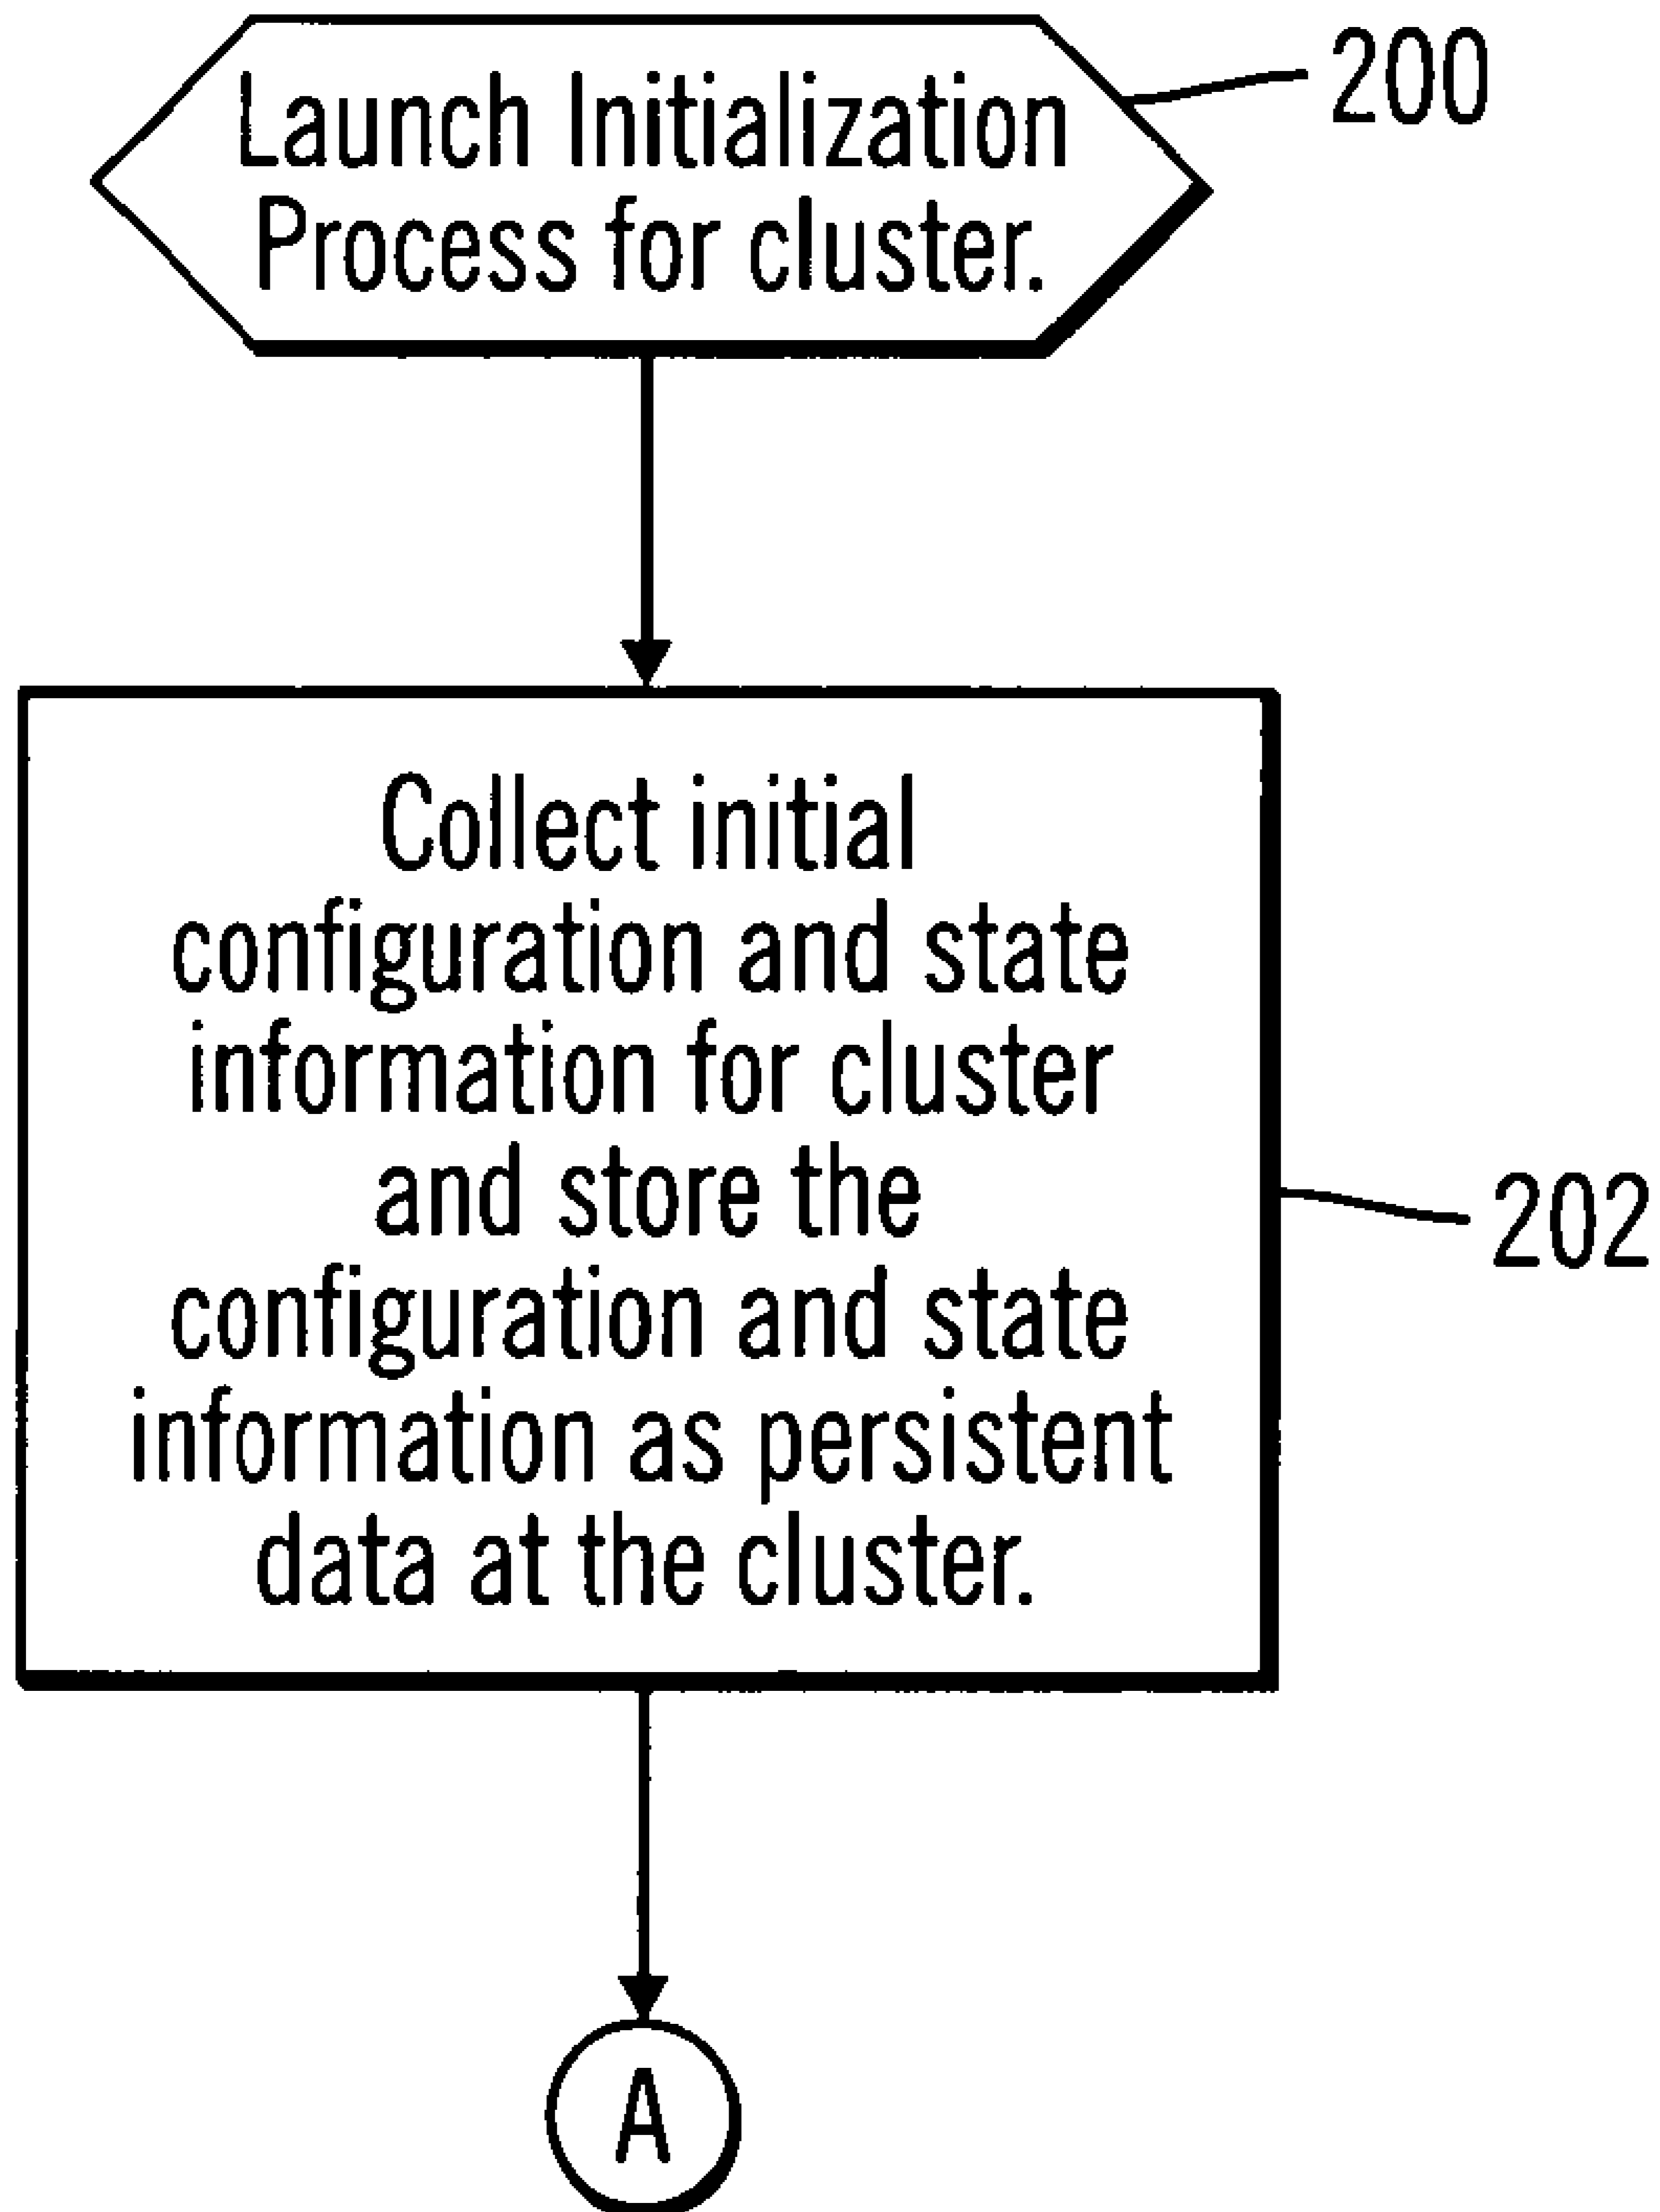 Launch Initialization
Process for cluster.
200
Collect initial
configuration and state
information for cluster
and store the
configuration and state
information as persistent
data at the cluster.
202
A